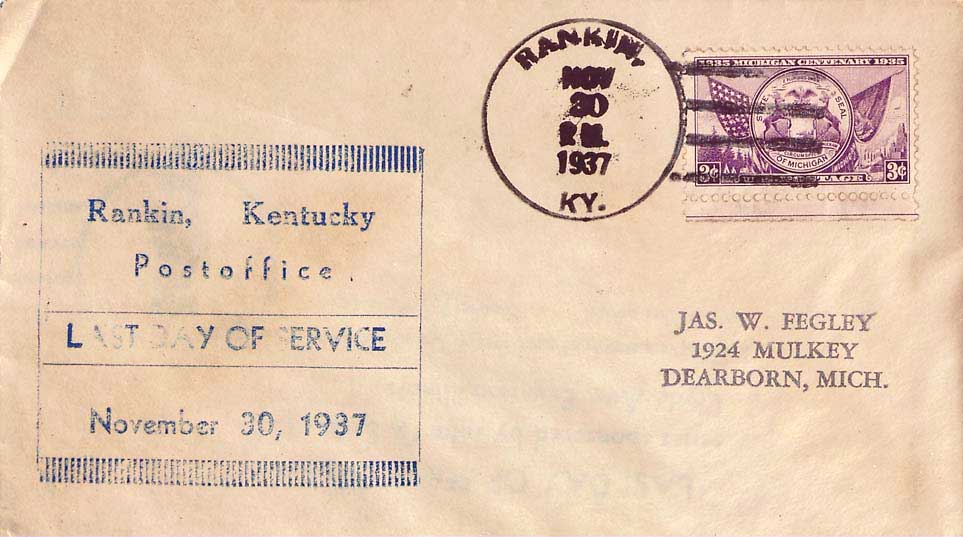 RANKIN,
NOV
30
P.M.
1937
KY.
1835 MICHIGAN CENTENARY 1935
STATE SEAL
OF MICHIGAN
3¢ 3¢
Rankin, Kentucky
Postoffice
LAST DAY OF SERVICE
November 30, 1937
JAS. W. FEGLEY
1924 MULKEY
DEARBORN, MICH.